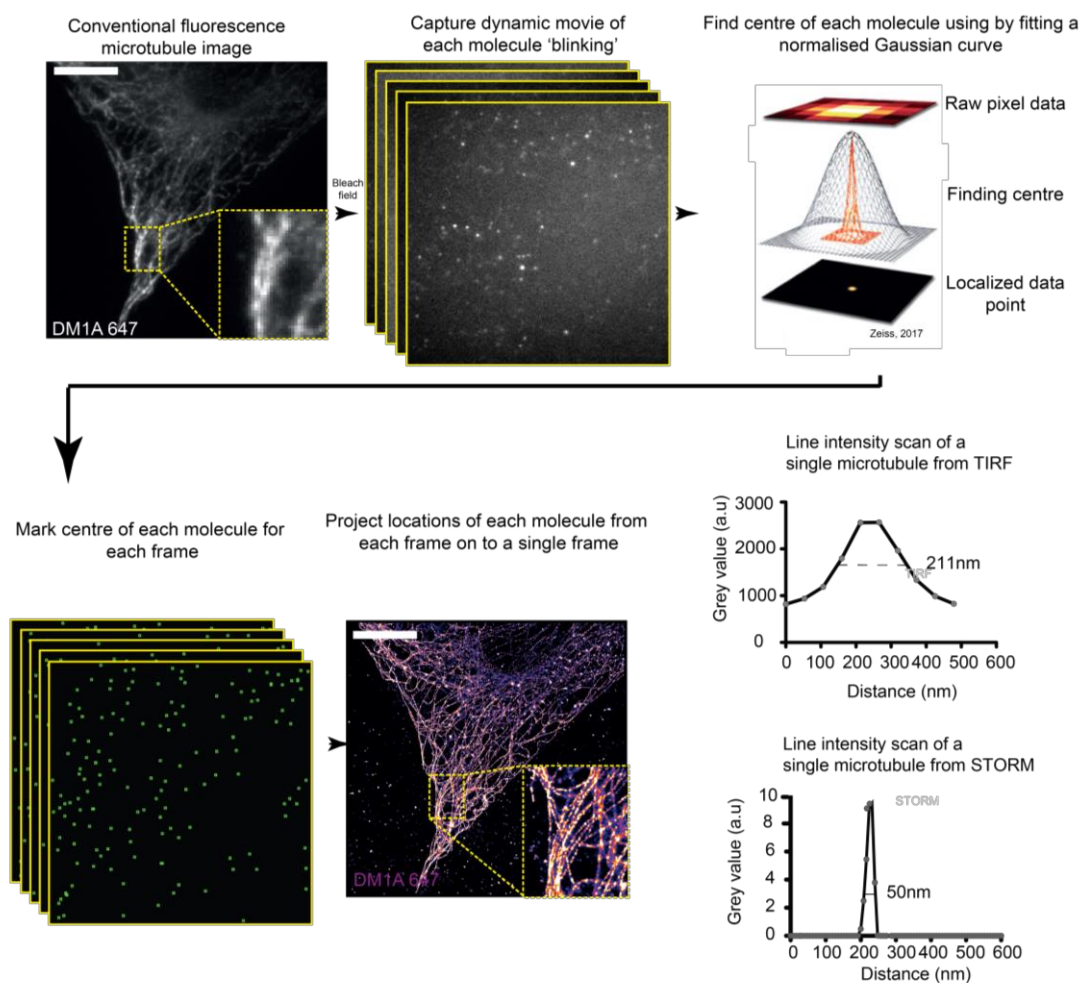 Conventional fluorescence
microtubule image
DM1A 647
Bleach
field
Capture dynamic movie of
each molecule ‘blinking’
Find centre of each molecule using by fitting a
normalised Gaussian curve
Raw pixel data
Finding centre
Localized data
point
Zeiss, 2017
Mark centre of each molecule for
each frame
Project locations of each molecule from
each frame on to a single frame
DM1A 647
Line intensity scan of a
single microtubule from TIRF
Grey value (a.u)
3000
2000
1000
0
211nm
TIRF
0 100 200 300 400 500 600
Distance (nm)
Line intensity scan of a
single microtubule from STORM
Grey value (a.u)
10
8
6
4
2
0
STORM
50nm
0 100 200 300 400 500 600
Distance (nm)